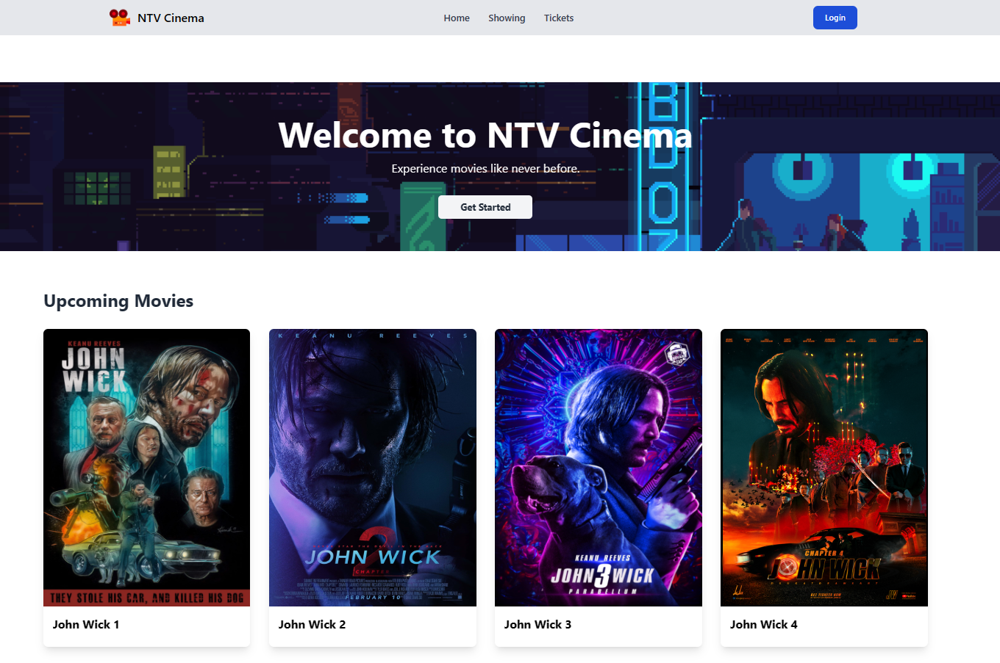 NTV Cinema
Home
Showing
Tickets
Login
Welcome to NTV Cinema
Experience movies like never before.
Get Started
Upcoming Movies
KEANU REEVES
JOHN
WICK
THEY STOLE HIS CAR, AND KILLED HIS DOG
John Wick 1
KEANU REEVES
2
JOHN WICK
CHAPTER
FEBRUARY 10
John Wick 2
KEANU REEVES
JOHN 3 WICK
PARABELLUM
John Wick 3
CHAPTER 4
JOHN WICK
John Wick 4